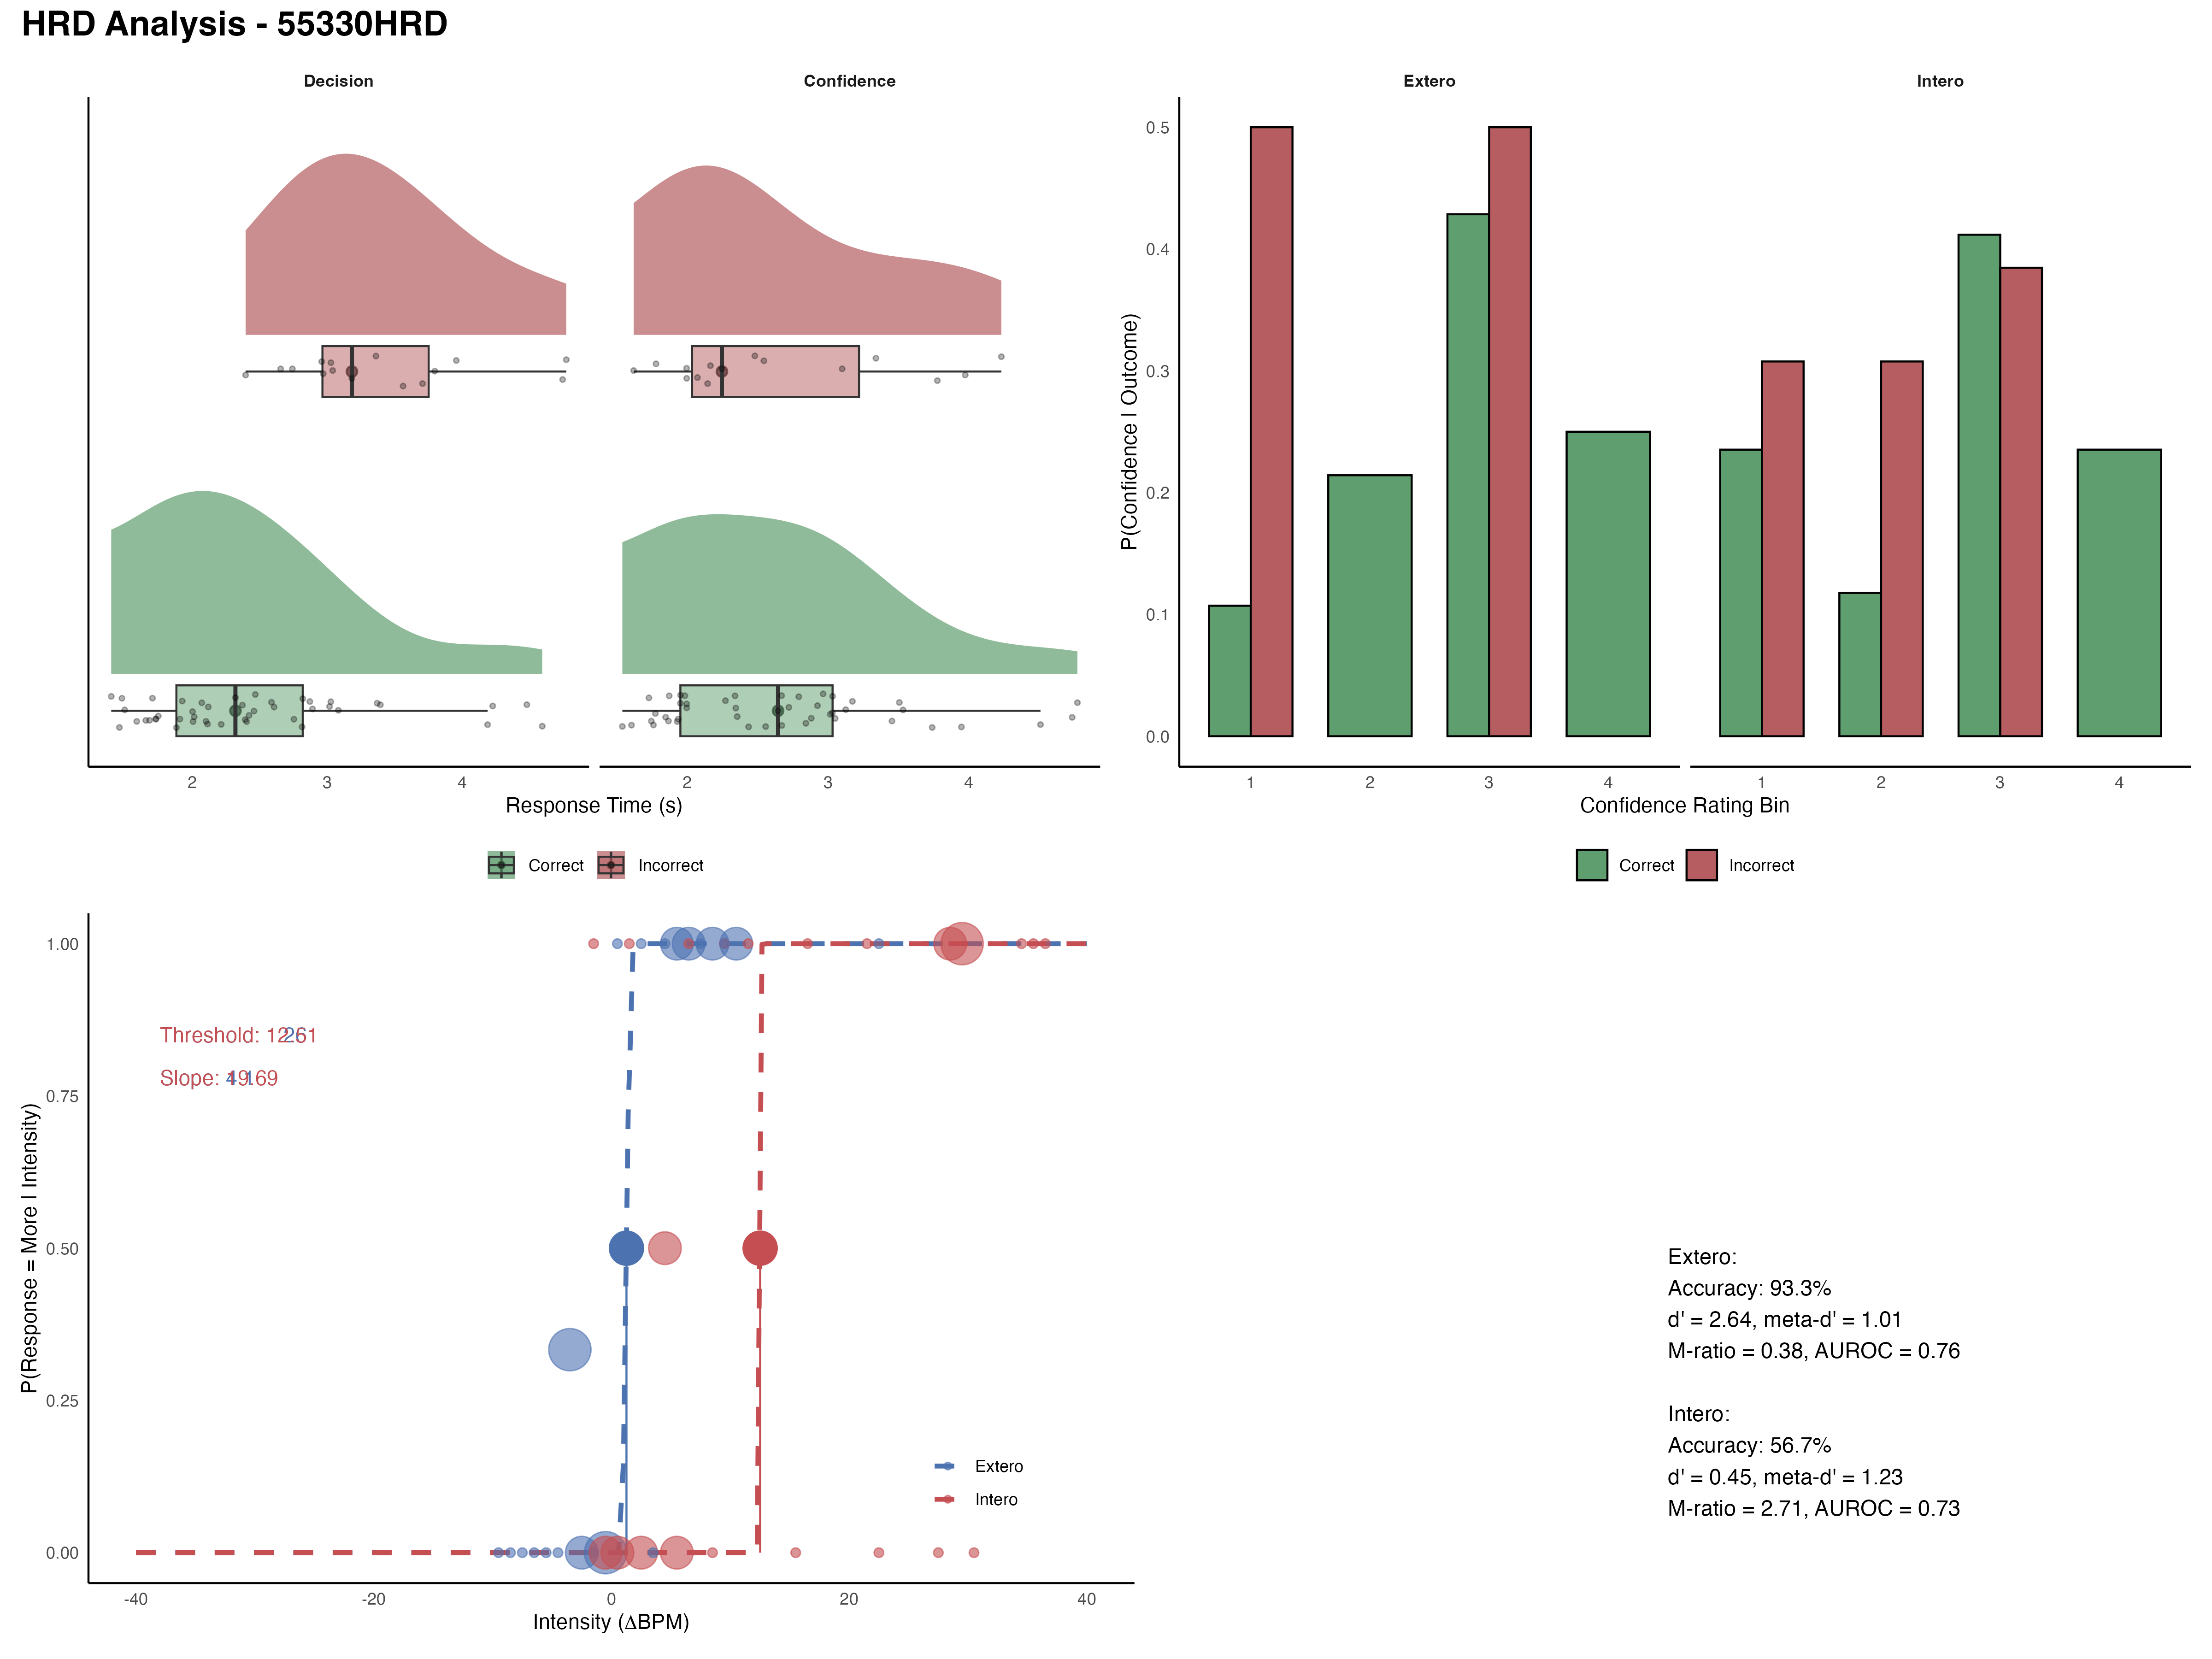 HRD Analysis - 55330HRD
Decision
Confidence
2
3
4
2
3
4
Response Time (s)
Correct
Incorrect
Extero
Intero
P(Confidence | Outcome)
0.5
0.4
0.3
0.2
0.1
0.0
1
2
3
4
1
2
3
4
Confidence Rating Bin
Correct
Incorrect
P(Response = More | Intensity)
1.00
0.75
0.50
0.25
0.00
Threshold:
Slope:
Extero
Intero
-40
-20
0
20
40
Intensity (ΔBPM)
Extero:
Accuracy: 93.3%
d' = 2.64, meta-d' = 1.01
M-ratio = 0.38, AUROC = 0.76
Intero:
Accuracy: 56.7%
d' = 0.45, meta-d' = 1.23
M-ratio = 2.71, AUROC = 0.73